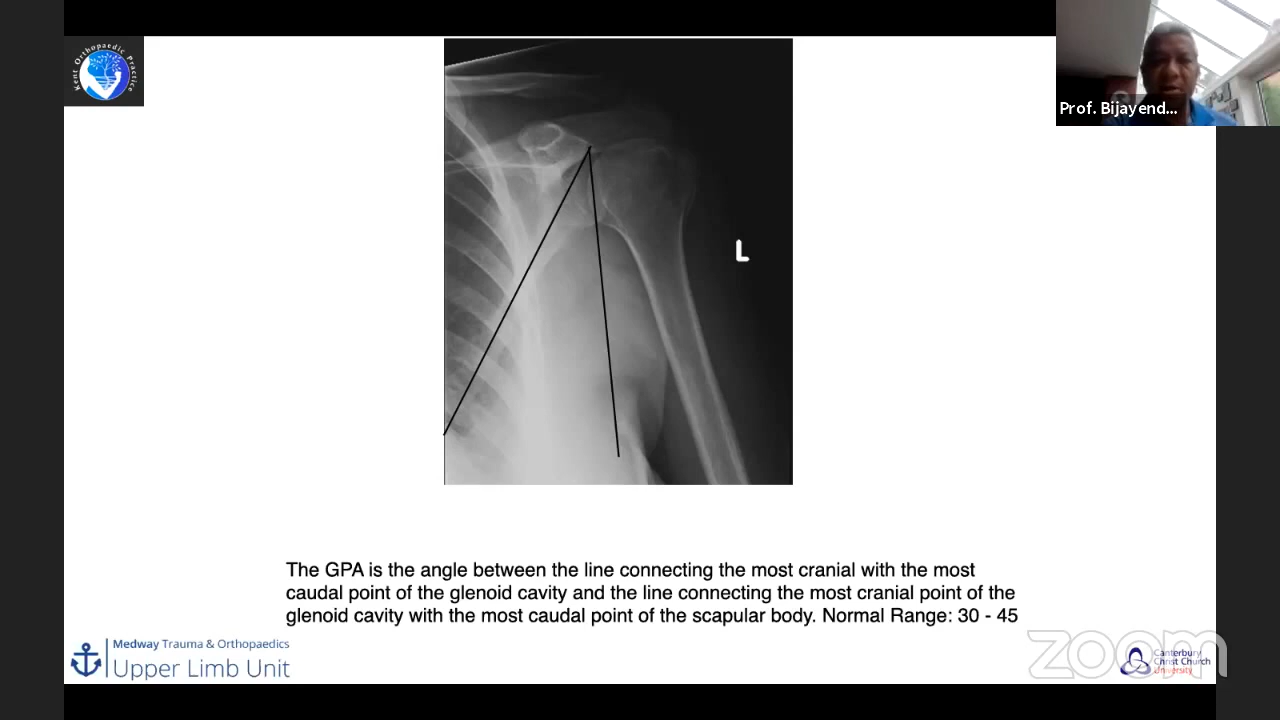 Kent Orthopaedic Practice
Prof. Bijayend...
L
The GPA is the angle between the line connecting the most cranial with the most
caudal point of the glenoid cavity and the line connecting the most cranial point of the
glenoid cavity with the most caudal point of the scapular body. Normal Range: 30 - 45
Medway Trauma & Orthopaedics
Upper Limb Unit
zoom
Canterbury
Christ Church
University